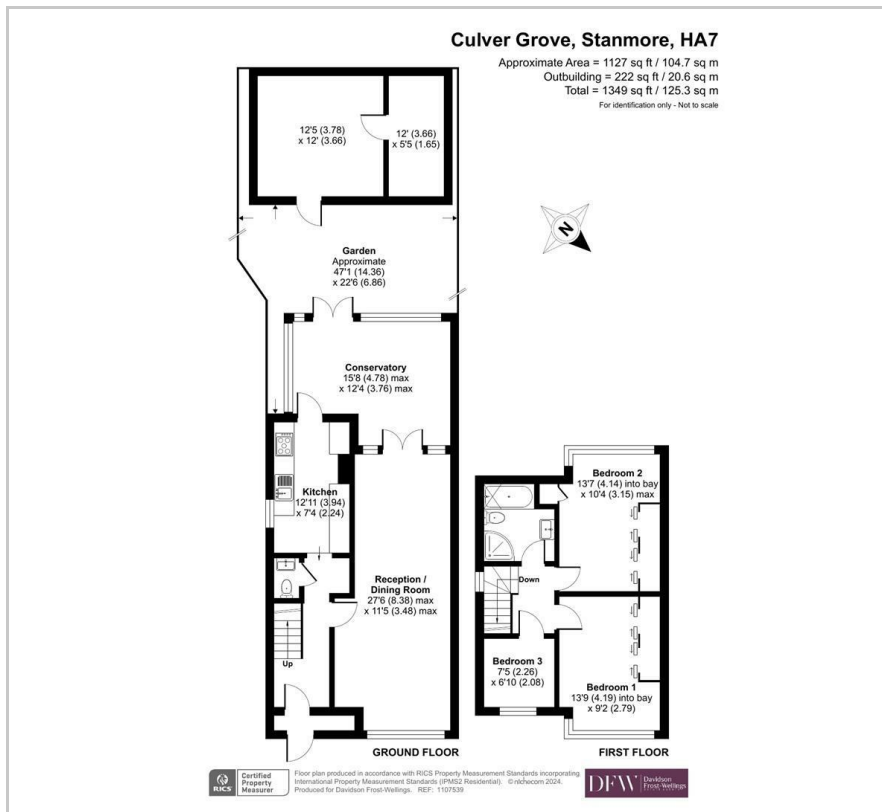 Culver Grove, Stanmore, HA7
Approximate Area = 1127 sq ft / 104.7 sq m
Outbuilding = 222 sq ft / 20.6 sq m
Total = 1349 sq ft / 125.3 sq m
For identification only - Not to scale
12'5 (3.78)
x 12' (3.66)
12' (3.66)
x 5'5 (1.65)
N
Garden
Approximate
47'1 (14.36)
x 22'6 (6.86)
Conservatory
15'8 (4.78) max
x 12'4 (3.76) max
Kitchen
12'11 (3.94)
x 7'4 (2.24)
Reception /
Dining Room
27'6 (8.38) max
x 11'5 (3.48) max
Up
GROUND FLOOR
Bedroom 2
13'7 (4.14) into bay
x 10'4 (3.15) max
Down
Bedroom 3
7'5 (2.26)
x 6'10 (2.08)
Bedroom 1
13'9 (4.19) into bay
x 9'2 (2.79)
FIRST FLOOR
RICS
Certified
Property
Measurer
Floor plan produced in accordance with RICS Property Measurement Standards incorporating
International Property Measurement Standards (IPMS2 Residential). © nichecom 2024.
Produced for Davidson Frost-Wellings. REF: 1107539
DFW
Davidson
Frost-Wellings